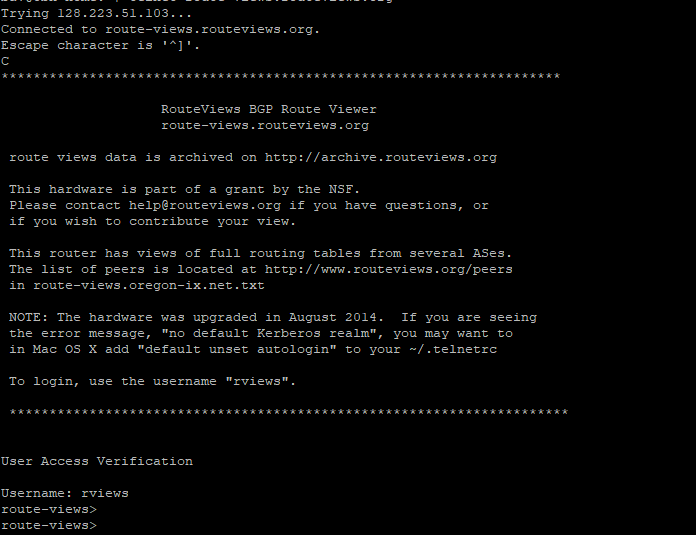 Trying 128.223.51.103...
Connected to route-views.routeviews.org.
Escape character is '^]'.
C
**********************************************************************
RouteViews BGP Route Viewer
route-views.routeviews.org
route views data is archived on http://archive.routeviews.org
This hardware is part of a grant by the NSF.
Please contact help@routeviews.org if you have questions, or
if you wish to contribute your view.
This router has views of full routing tables from several ASes.
The list of peers is located at http://www.routeviews.org/peers
in route-views.oregon-ix.net.txt
NOTE: The hardware was upgraded in August 2014.  If you are seeing
the error message, "no default Kerberos realm", you may want to
in Mac OS X add "default unset autologin" to your ~/.telnetrc
To login, use the username "rviews".
**********************************************************************
User Access Verification
Username: rviews
route-views>
route-views>